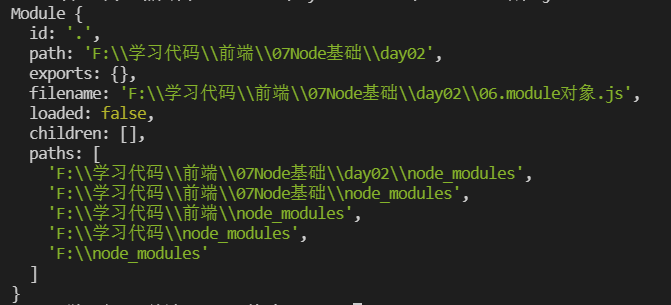 Module {
  id: '.',
  path: 'F:\\学习代码\\前端\\07Node基础\\day02',
  exports: {},
  filename: 'F:\\学习代码\\前端\\07Node基础\\day02\\06.module对象.js',
  loaded: false,
  children: [],
  paths: [
    'F:\\学习代码\\前端\\07Node基础\\day02\\node_modules',
    'F:\\学习代码\\前端\\07Node基础\\node_modules',
    'F:\\学习代码\\前端\\node_modules',
    'F:\\学习代码\\node_modules',
    'F:\\node_modules'
  ]
}